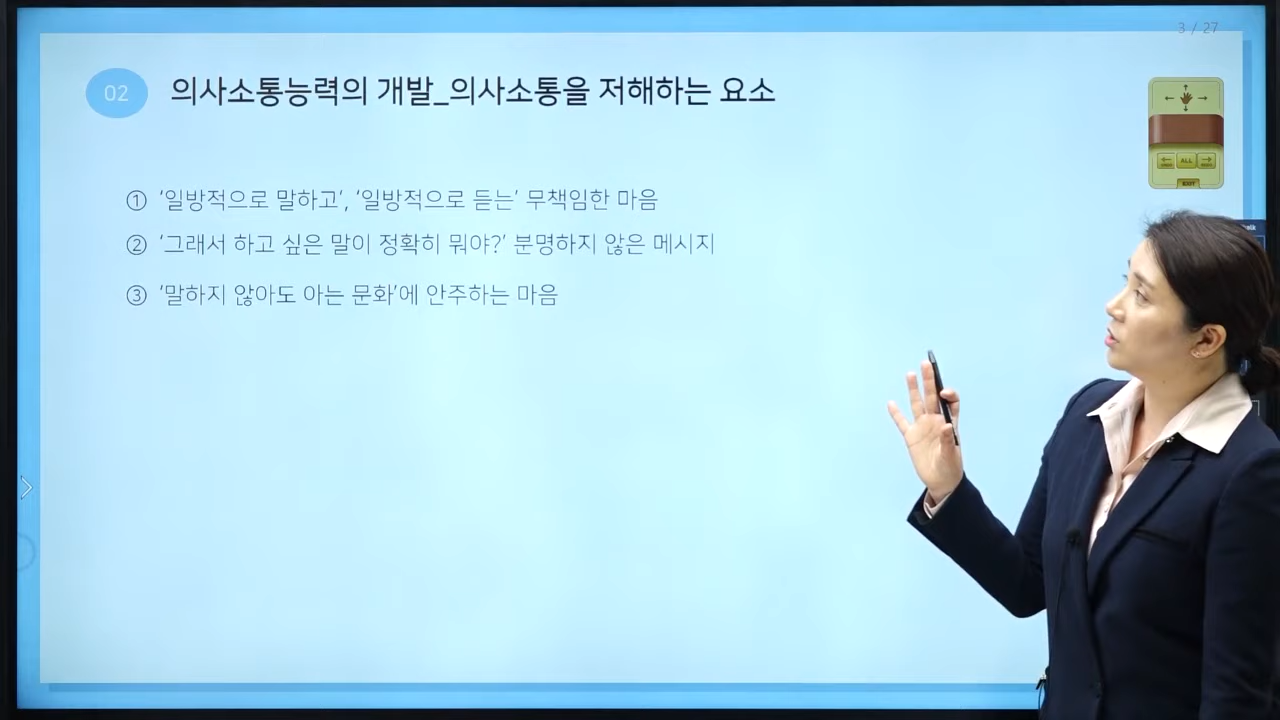 3 / 27
02
의사소통능력의 개발_의사소통을 저해하는 요소
① ‘일방적으로 말하고’, ‘일방적으로 듣는’ 무책임한 마음
② ‘그래서 하고 싶은 말이 정확히 뭐야?’ 분명하지 않은 메시지
③ ‘말하지 않아도 아는 문화’에 안주하는 마음
ALL
EXIT